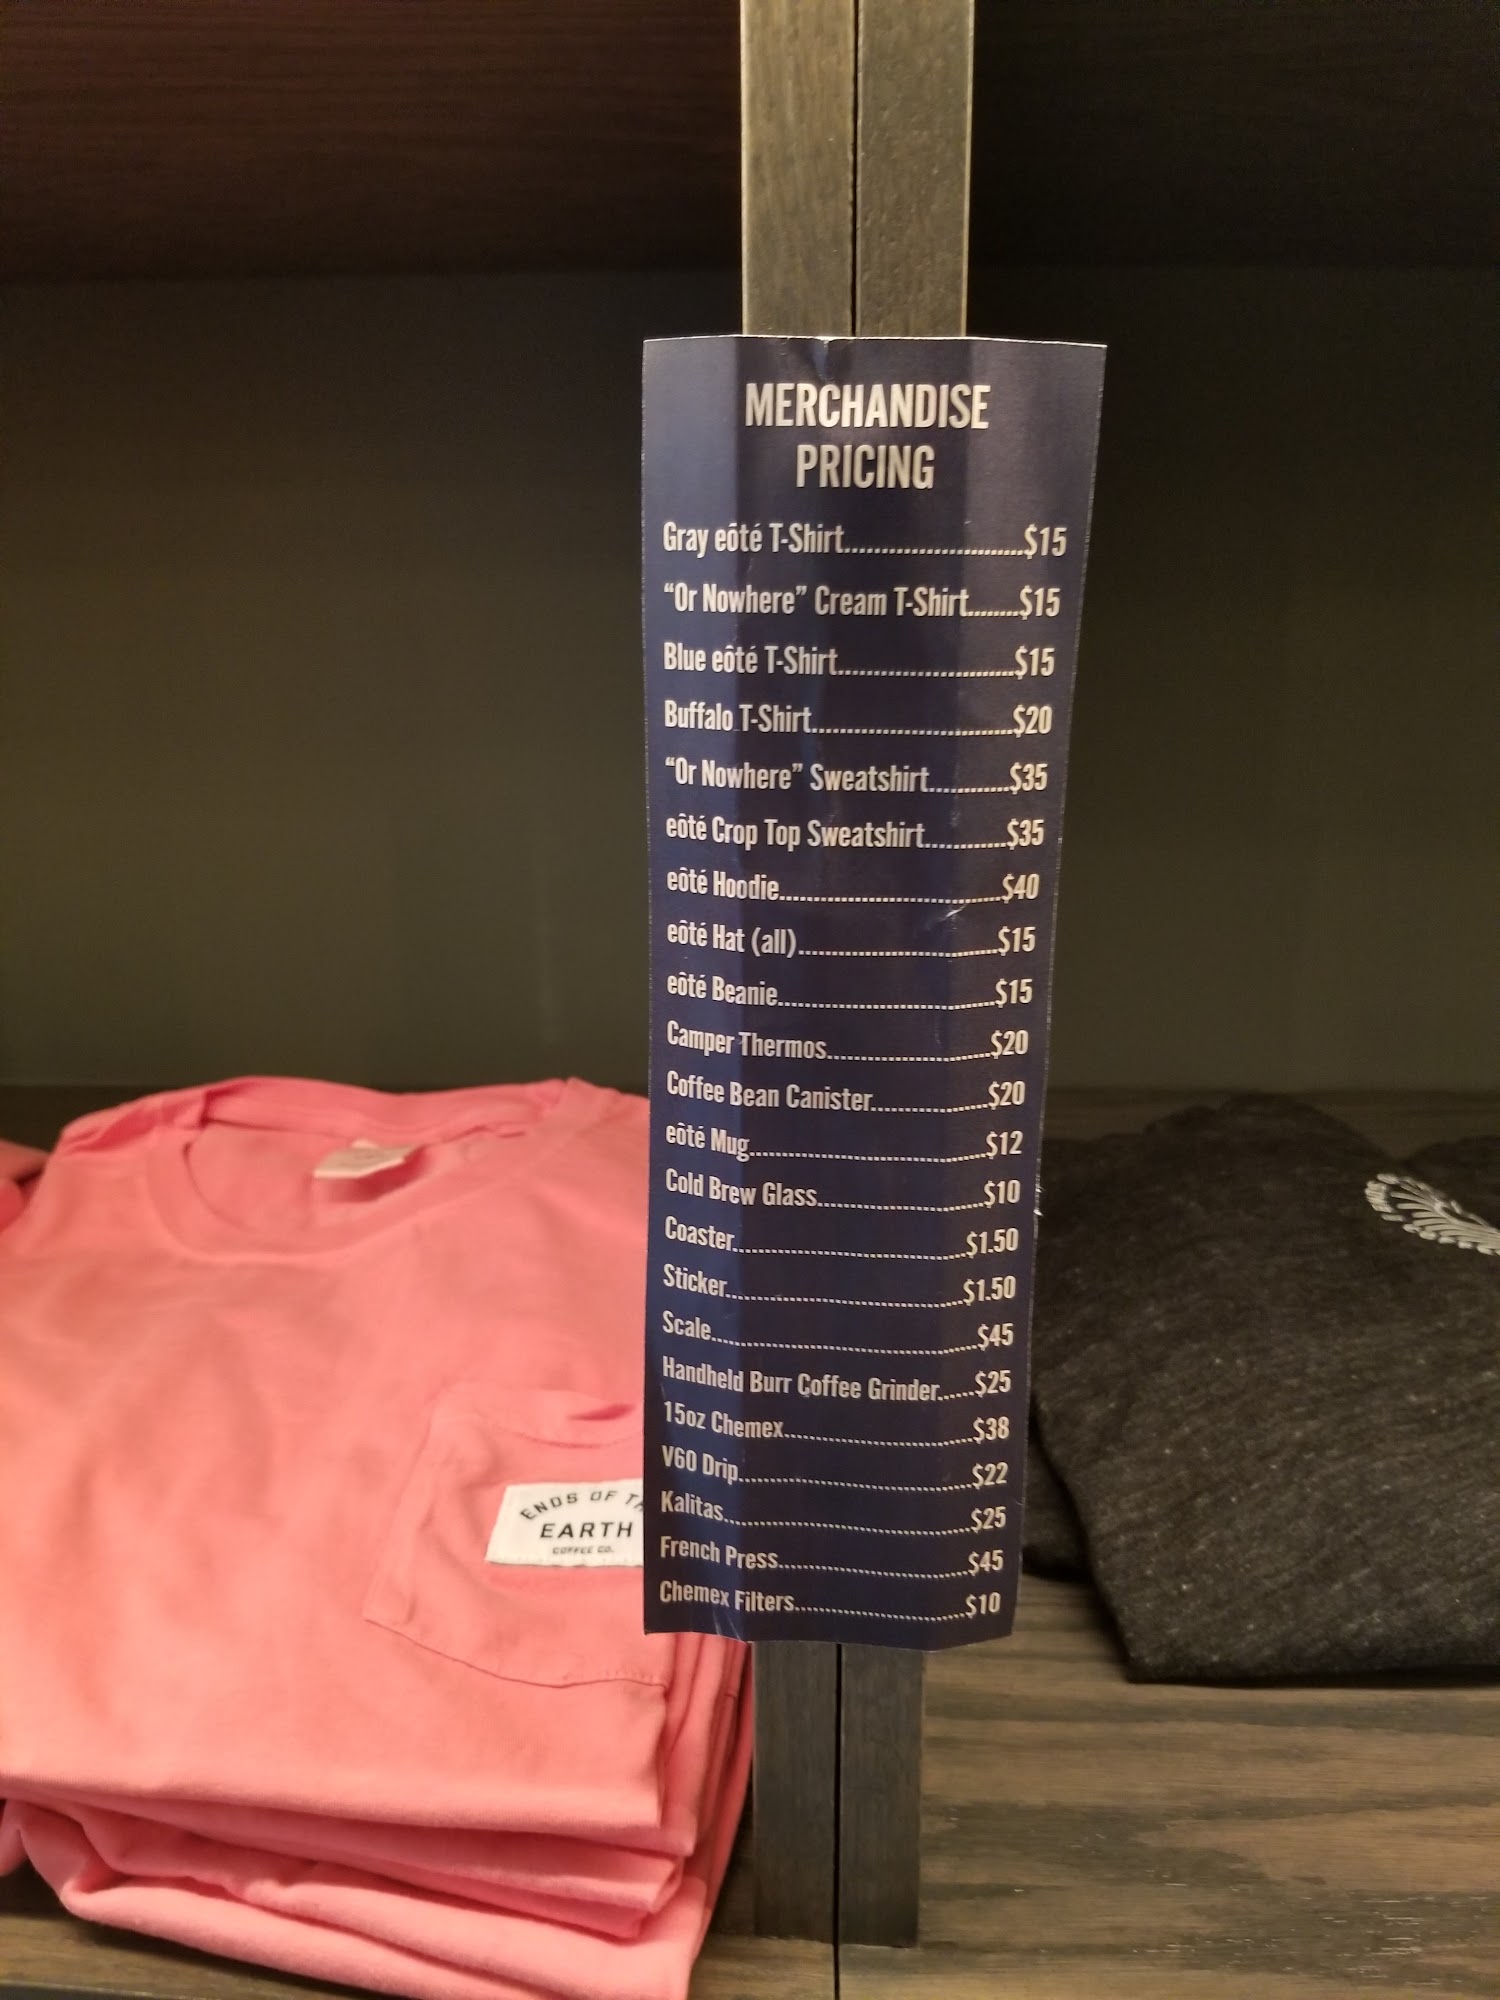 MERCHANDISE
PRICING
Gray eôté T-Shirt........................$15
“Or Nowhere” Cream T-Shirt.......$15
Blue eôté T-Shirt........................$15
Buffalo T-Shirt...........................$20
“Or Nowhere” Sweatshirt...........$35
eôté Crop Top Sweatshirt...........$35
eôté Hoodie...............................$40
eôté Hat (all)............................$15
eôté Beanie...............................$15
Camper Thermos.......................$20
Coffee Bean Canister.................$20
eôté Mug..................................$12
Cold Brew Glass........................$10
Coaster.................................$1.50
Sticker..................................$1.50
Scale.......................................$45
Handheld Burr Coffee Grinder.....$25
15oz Chemex............................$38
V60 Drip...................................$22
Kalitas.....................................$25
French Press............................$45
Chemex Filters.........................$10
ENDS OF
EARTH
COFFEE CO.